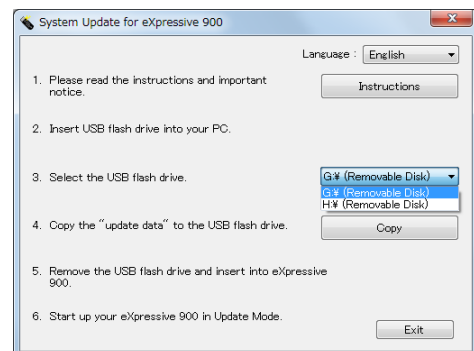 System Update for eXpressive 900
Language : English
1. Please read the instructions and important
notice.
Instructions
2. Insert USB flash drive into your PC.
3. Select the USB flash drive.
G:¥ (Removable Disk)
G:¥ (Removable Disk)
H:¥ (Removable Disk)
4. Copy the "update data" to the USB flash drive.
Copy
5. Remove the USB flash drive and insert into eXpressive
900.
6. Start up your eXpressive 900 in Update Mode.
Exit